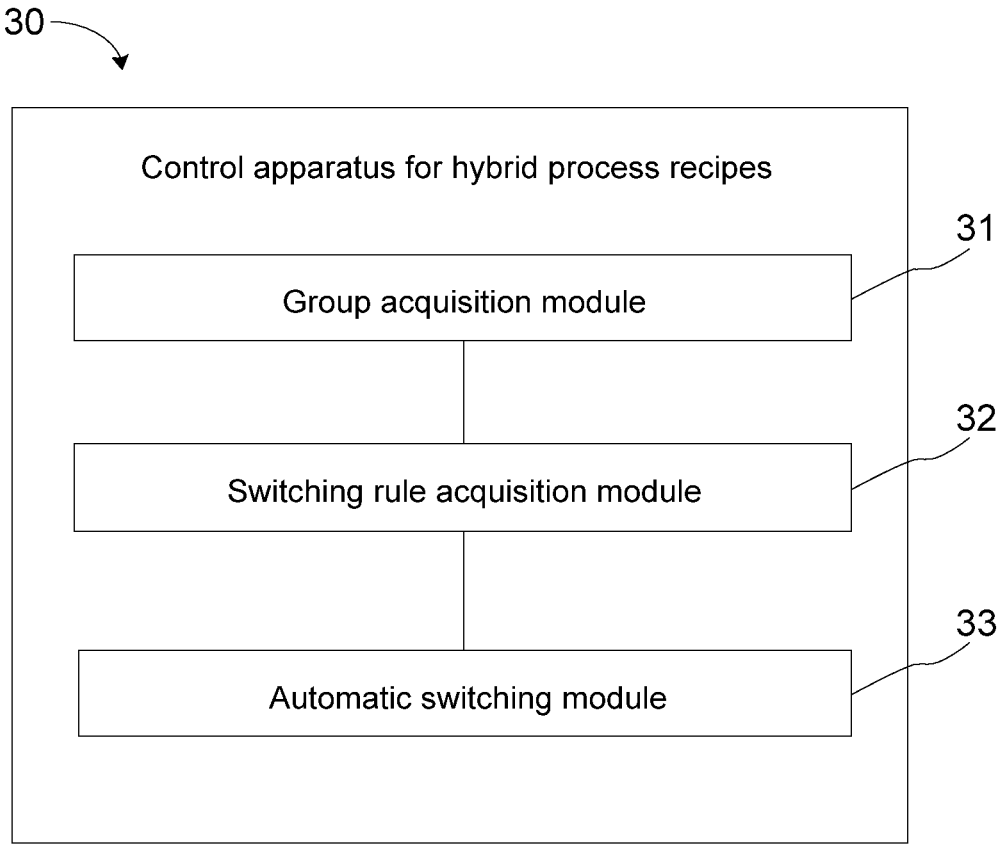 30
Control apparatus for hybrid process recipes
31
Group acquisition module
32
Switching rule acquisition module
33
Automatic switching module